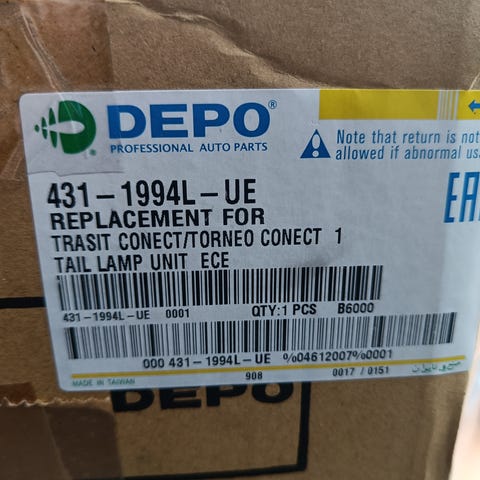 DEPO®
PROFESSIONAL AUTO PARTS
Note that return is not
allowed if abnormal
431-1994L-UE
REPLACEMENT FOR
TRASIT CONECT/TORNEO CONECT 1
TAIL LAMP UNIT ECE
431-1994L-UE 0001 QTY:1 PCS B6000
000 431-1994L-UE %04612007%0001
908 0017 / 0151
MADE IN TAIWAN
DEPO